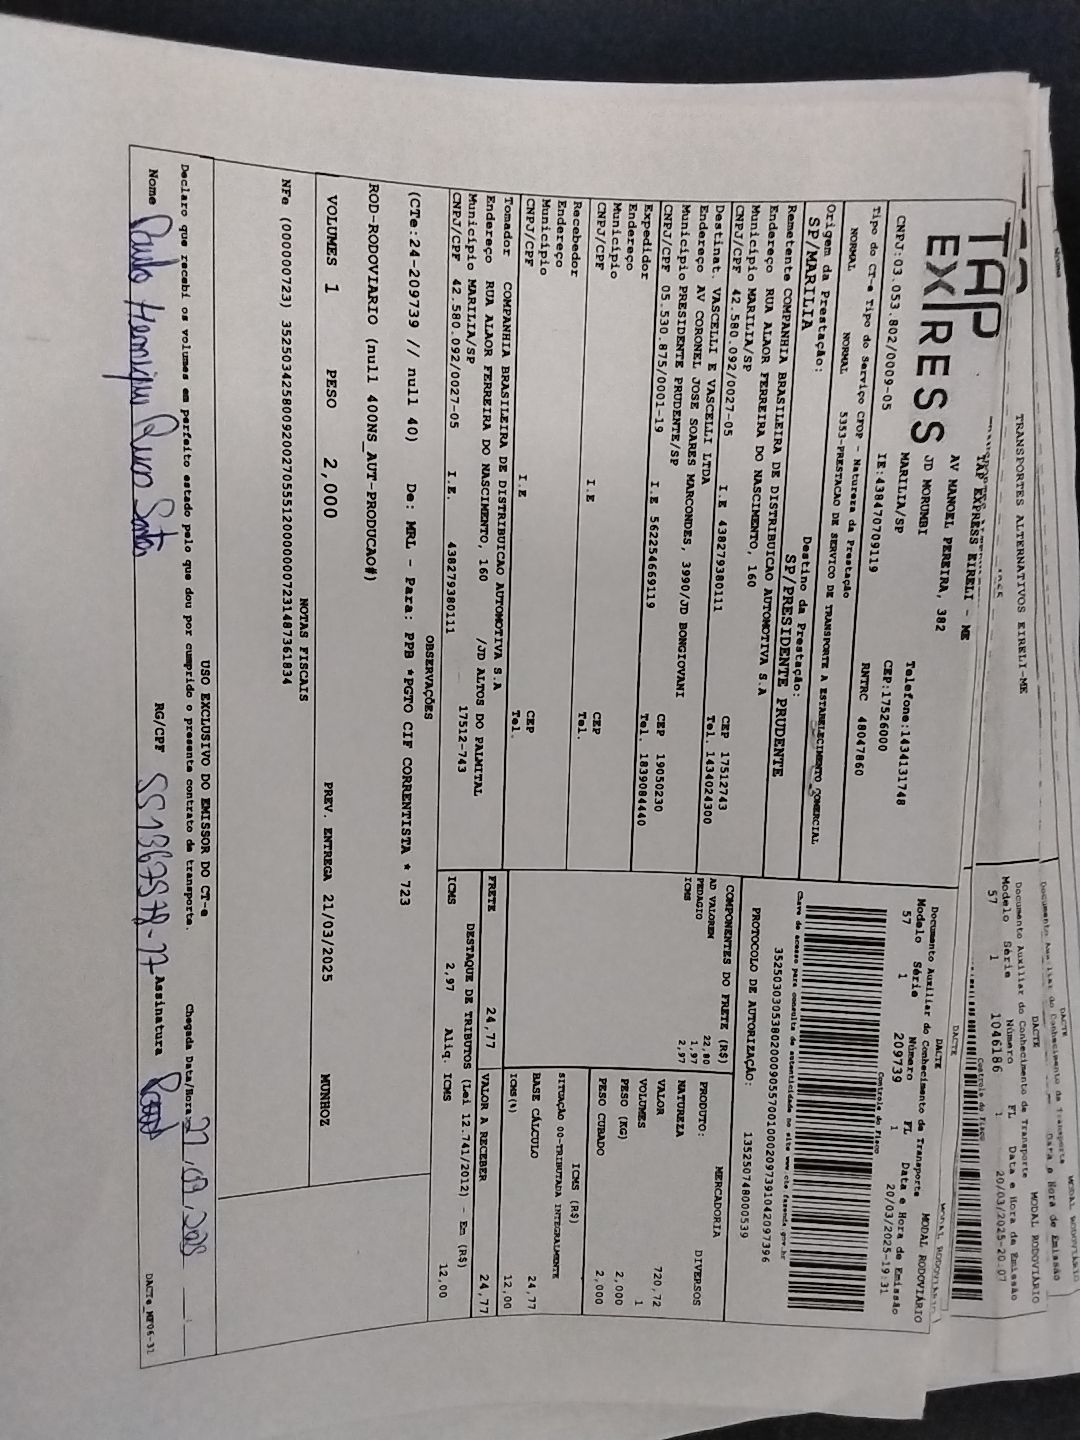 TRANSPORTES ALTERNATIVOS EIRELI-ME
DACTE
Documento Auxiliar do Conhecimento de Transporte MODAL RODOVIÁRIO
Modelo Série Número FL Data e Hora de Emissão
57 1 1046186 1 20/03/2025-20:07
Controle do Fisco
TAP EXPRESS
TAP EXPRESS EIRELI - ME
AV MANOEL PEREIRA, 382
JD MORUMBI
MARILIA/SP
Telefone:1434131748
CEP:17526000
CNPJ:03.053.802/0009-05 IE:438470709119 RNTRC 48047860
DACTE
Documento Auxiliar do Conhecimento de Transporte MODAL RODOVIÁRIO
Modelo Série Número FL Data e Hora de Emissão
57 1 209739 1 20/03/2025-19:31
Controle do Fisco
Tipo do CT-e Tipo do Serviço CFOP - Natureza da Prestação
NORMAL NORMAL 5353-PRESTACAO DE SERVICO DE TRANSPORTE A ESTABELECIMENTO COMERCIAL
Chave de acesso para consulta de autenticidade no site www.cte.fazenda.gov.br
35250303053802000905570010002097391042097396
PROTOCOLO DE AUTORIZAÇÃO: 135250748000539
Origem da Prestação: Destino da Prestação:
SP/MARILIA SP/PRESIDENTE PRUDENTE
Remetente COMPANHIA BRASILEIRA DE DISTRIBUICAO AUTOMOTIVA S.A
Endereço RUA ALAOR FERREIRA DO NASCIMENTO, 160
Município MARILIA/SP CEP 17512743
CNPJ/CPF 42.580.092/0027-05 I.E 438279380111 Tel. 1434024300
Destinat. VASCELLI E VASCELLI LTDA
Endereço AV CORONEL JOSE SOARES MARCONDES, 3990/JD BONGIOVANI
Município PRESIDENTE PRUDENTE/SP CEP 19050230
CNPJ/CPF 05.530.875/0001-19 I.E 562254669119 Tel. 1839084440
Expedidor
Endereço
Município CEP
CNPJ/CPF I.E Tel.
Recebedor
Endereço
Município CEP
CNPJ/CPF I.E Tel.
Tomador COMPANHIA BRASILEIRA DE DISTRIBUICAO AUTOMOTIVA S.A
Endereço RUA ALAOR FERREIRA DO NASCIMENTO, 160 /JD ALTOS DO PALMITAL
Município MARILIA/SP 17512-743
CNPJ/CPF 42.580.092/0027-05 I.E. 438279380111
COMPONENTES DO FRETE (R$)
AD VALOREM 22,80
PEDAGIO 1,97
ICMS 2,97
FRETE 24,77
MERCADORIA
PRODUTO: DIVERSOS
NATUREZA
VALOR 720,72
VOLUMES 1
PESO (KG) 2,000
PESO CUBADO 2,000
ICMS (R$)
SITUAÇÃO 00-TRIBUTADA INTEGRALMENTE
BASE CÁLCULO 24,77
ICMS(%) 12,00
VALOR A RECEBER 24,77
DESTAQUE DE TRIBUTOS (Lei 12.741/2012) - Em (R$)
ICMS 2,97 Aliq. ICMS 12,00
OBSERVAÇÕES
(CTe:24-209739 // null 40) De: MRL - Para: PPB *PGTO CIF CORRENTISTA * 723
ROD-RODOVIARIO (null 400NS_AUT-PRODUCAO#)
VOLUMES 1 PESO 2,000 PREV. ENTREGA 21/03/2025 MUNHOZ
NOTAS FISCAIS
NFe (000000723) 35250342580092002705551200000007231487361834
USO EXCLUSIVO DO EMISSOR DO CT-e
Declaro que recebi os volumes em perfeito estado pelo que dou por cumprido o presente contrato de transporte. Chegada Data/Hora:
Nome Paulo Henrique Santos RG/CPF Assinatura
DACTe_MP06-31